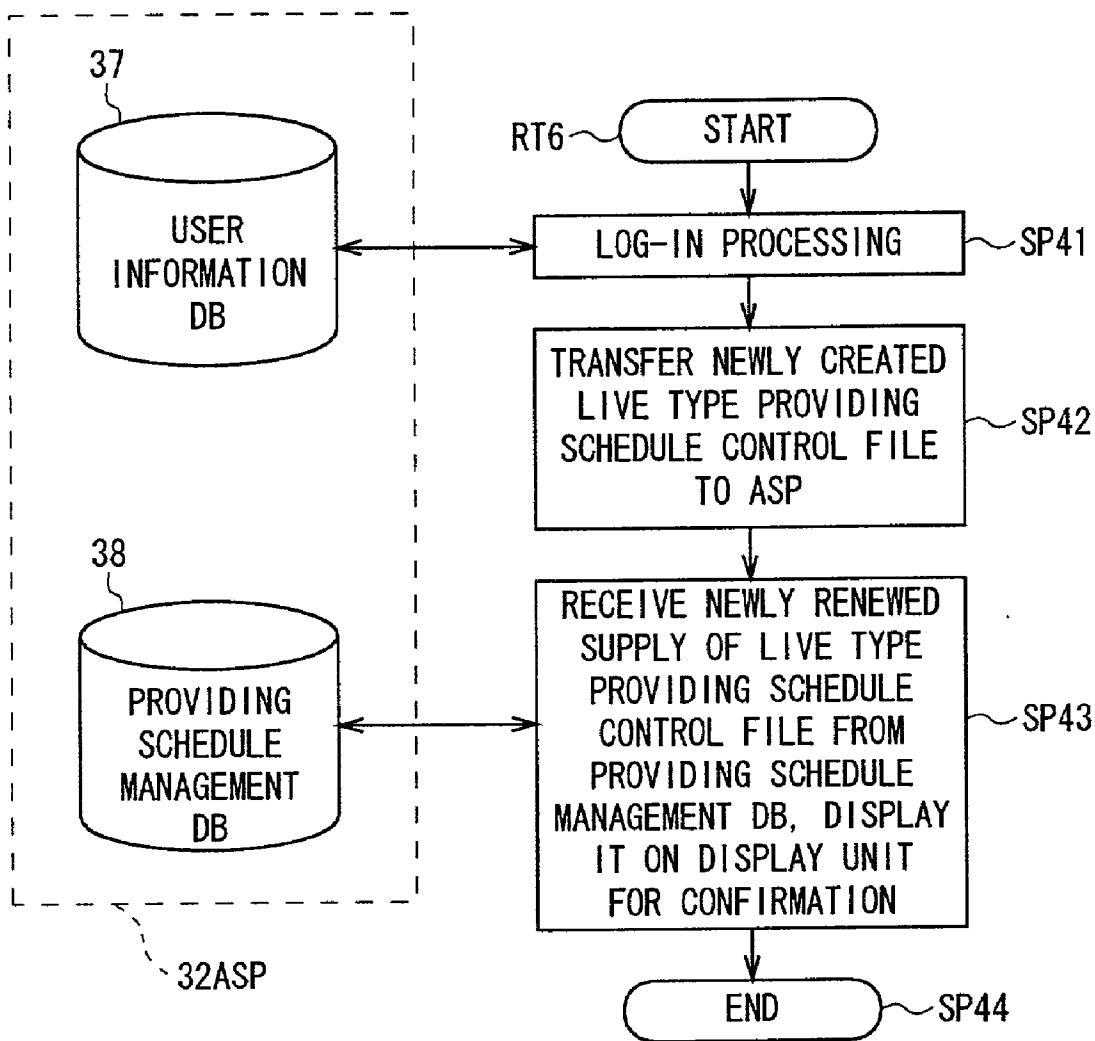 37
USER
INFORMATION
DB
38
PROVIDING
SCHEDULE
MANAGEMENT
DB
32ASP
RT6
START
LOG-IN PROCESSING
SP41
TRANSFER NEWLY CREATED
LIVE TYPE PROVIDING
SCHEDULE CONTROL FILE
TO ASP
SP42
RECEIVE NEWLY RENEWED
SUPPLY OF LIVE TYPE
PROVIDING SCHEDULE
CONTROL FILE FROM
PROVIDING SCHEDULE
MANAGEMENT DB, DISPLAY
IT ON DISPLAY UNIT
FOR CONFIRMATION
SP43
END
SP44